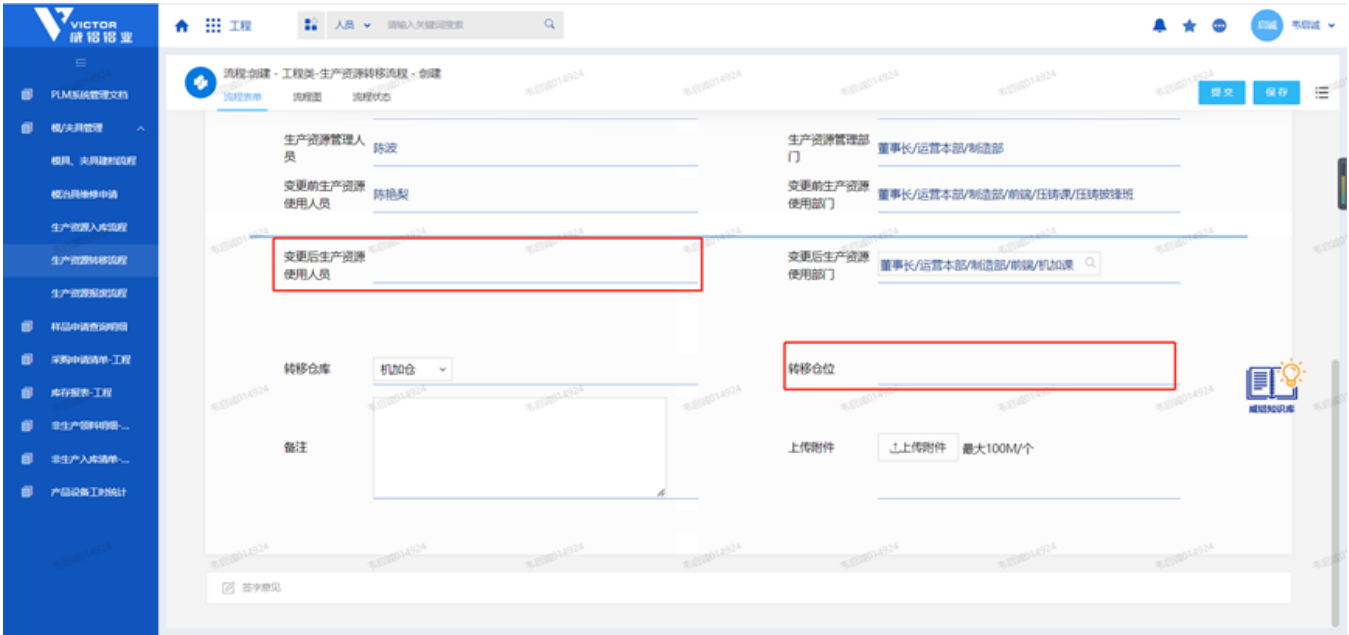 VICTOR
威铝铝业
工程
人员
请输入关键词搜索
启诚
韦启诚
PLM系统管理文档
模/夹具管理
模具、夹具建档流程
模治具维修申请
生产资源入库流程
生产资源转移流程
生产资源报废流程
样品申请查询明细
采购申请清单-工程
库存报表-工程
非生产领料明细-...
非生产入库清单-...
产品设备工时统计
流程:创建 - 工程类-生产资源转移流程 - 创建
流程表单
流程图
流程状态
提交
保存
生产资源管理人
员
陈波
生产资源管理部
门
董事长/运营本部/制造部
变更前生产资源
使用人员
陈艳梨
变更前生产资源
使用部门
董事长/运营本部/制造部/前端/压铸课/压铸披锋班
变更后生产资源
使用人员
变更后生产资源
使用部门
董事长/运营本部/制造部/前端/机加课
转移仓库
机加仓
转移仓位
备注
上传附件
上传附件
最大100M/个
威铝知识库
签字意见
韦启诚014924